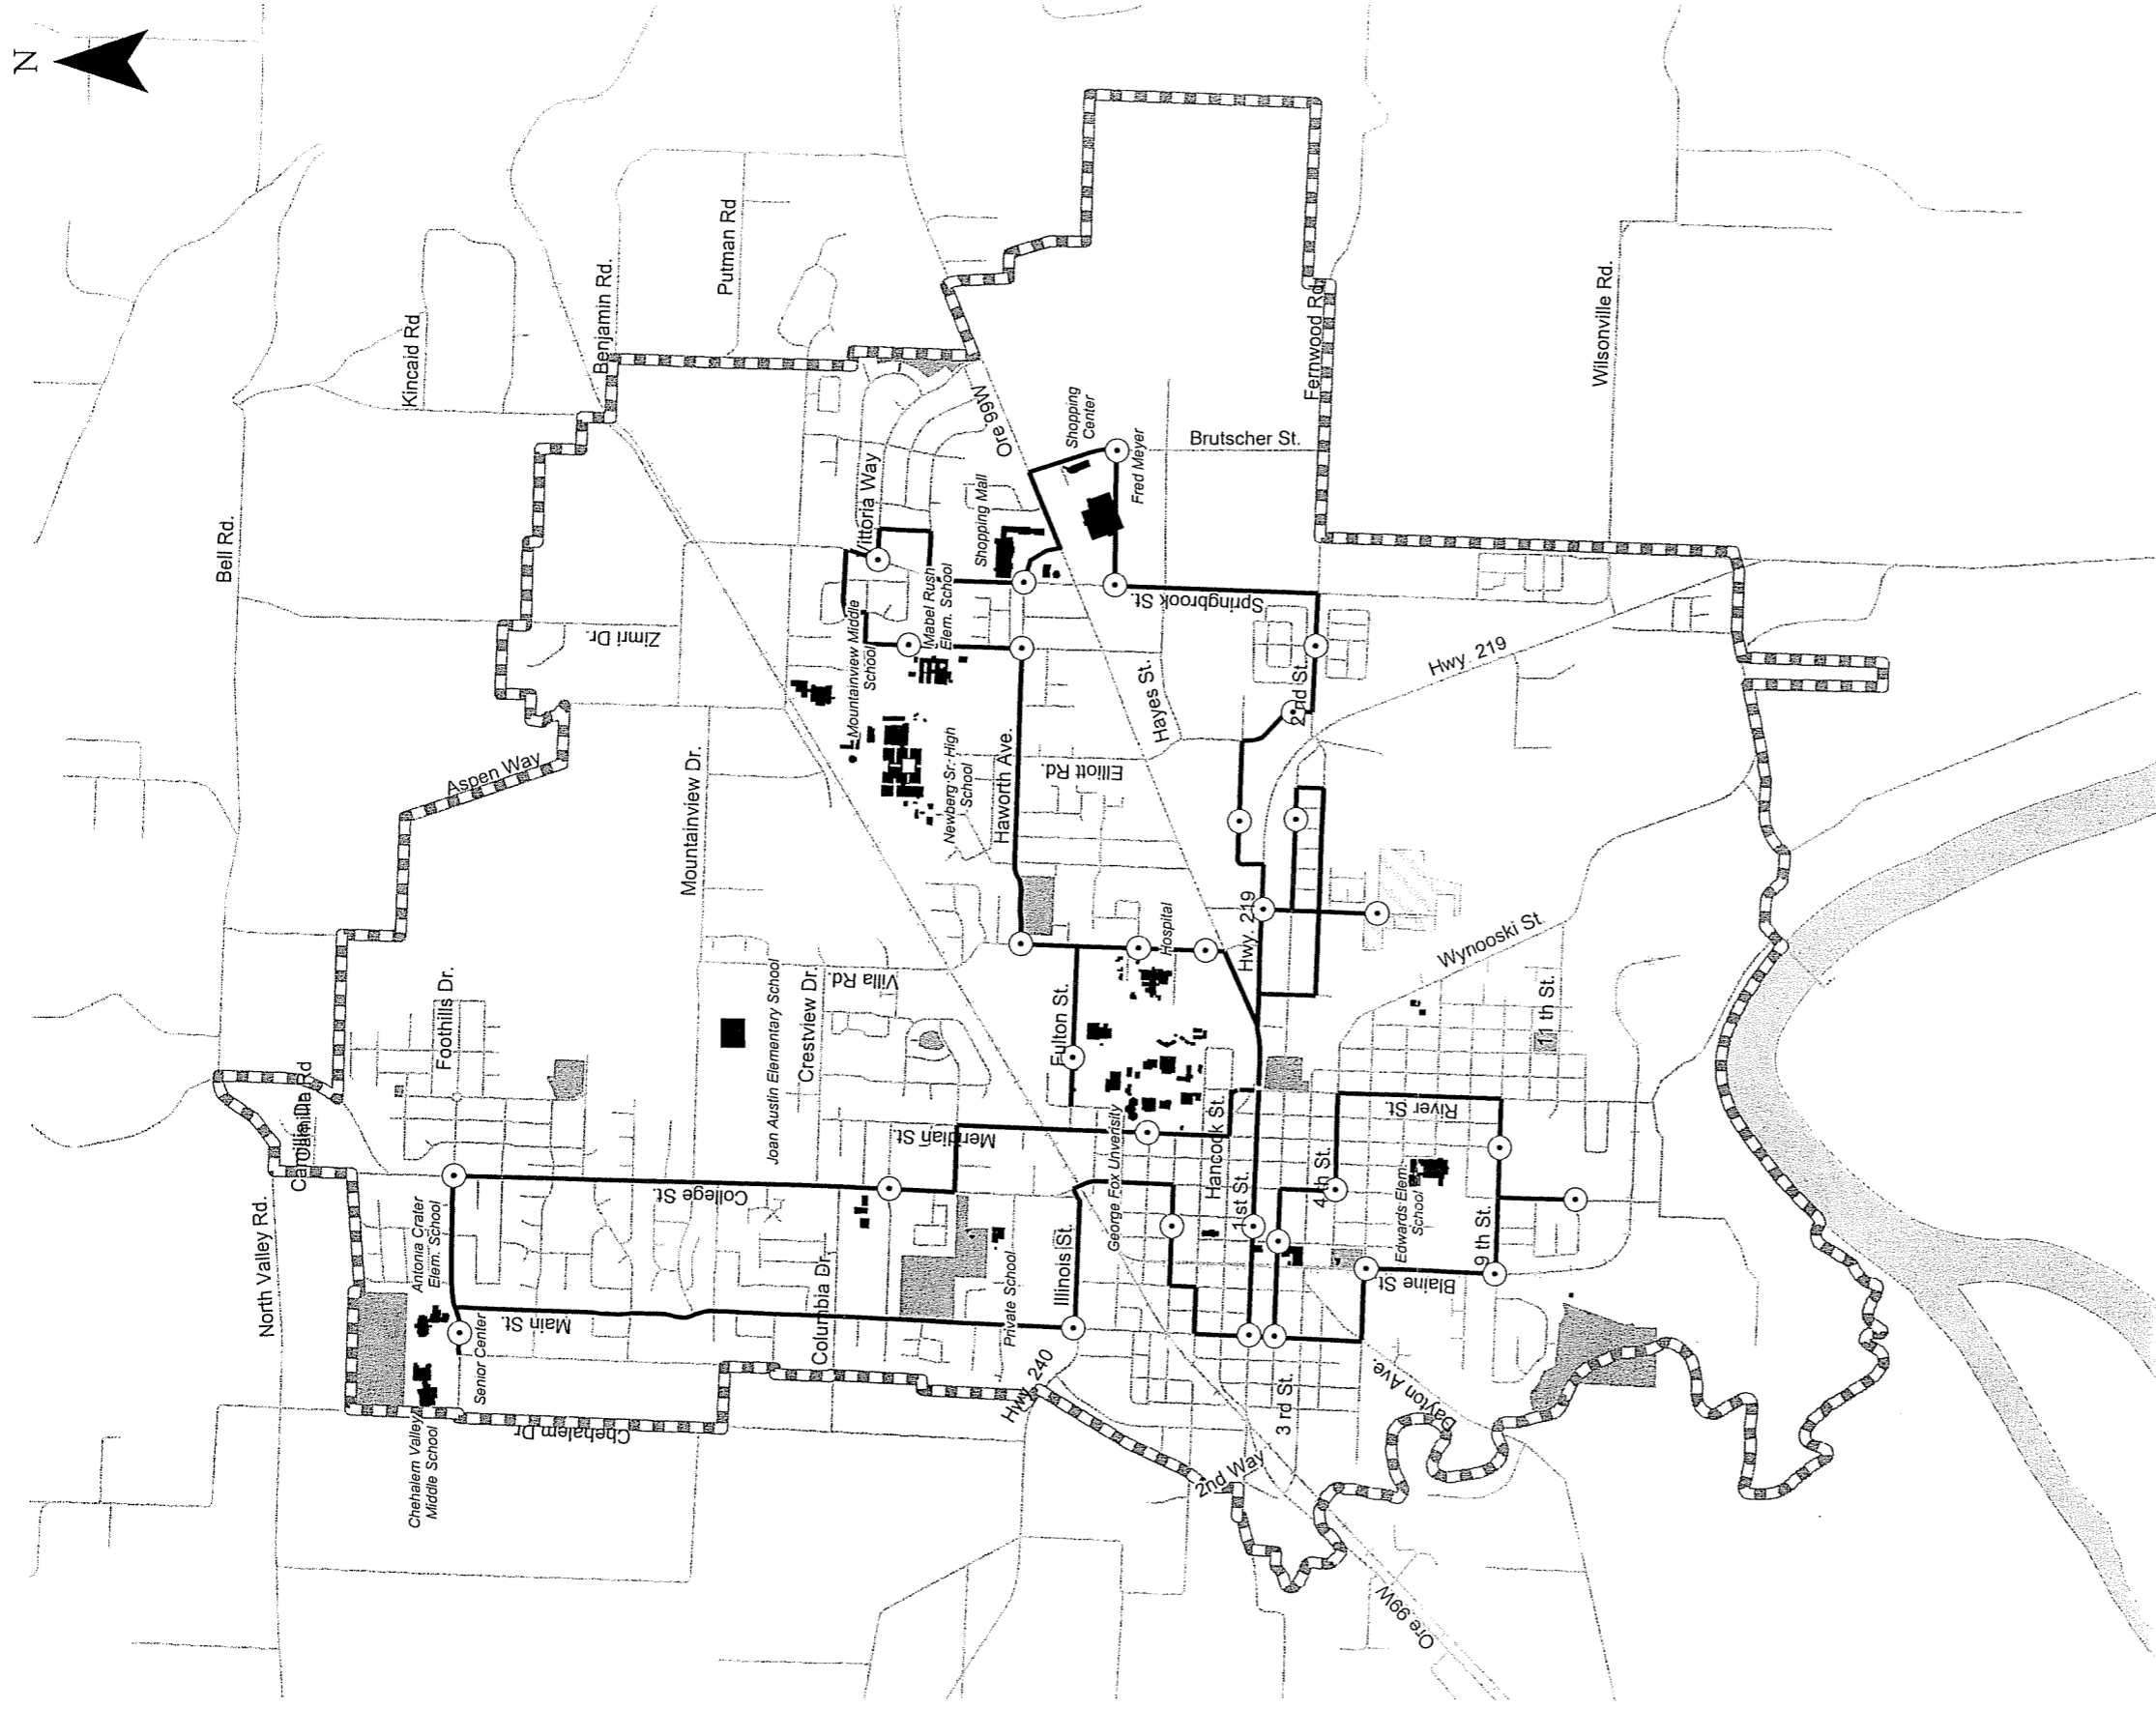 N
Bell Rd.
Kincaid Rd
Benjamin Rd.
Putman Rd
Zimri Dr.
Aspen Way
Mountainview Dr.
Vittoria Way
Ore 99W
Shopping Mall
Shopping
Center
Fred Meyer
Brutscher St.
Fernwood Rd.
Wilsonville Rd.
Mabel Rush
Elem. School
Mountainview Middle
School
Newberg Sr. High
School
Haworth Ave.
Elliott Rd.
Hayes St.
Springbrook St.
2nd St.
Hwy. 219
Hwy. 219
Hospital
Wynooski St.
11 th St.
Foothills Dr.
Carolina
Camilla Rd
Villa Rd.
Crestview Dr.
Joan Austin Elementary School
Fulton St.
Meridian St.
College St.
George Fox Unverisity
Hancock St.
1st St.
4 th St.
River St.
Edwards Elem.
School
9 th St.
Blaine St
North Valley Rd.
Antonia Crater
Elem. School
Main St.
Senior Center
Columbia Dr.
Private School
Illinois St.
Hwy. 240
Chehalem Valley
Middle School
Chehalem Dr.
2nd Way
3 rd St.
Dayton Ave.
Ore 99W